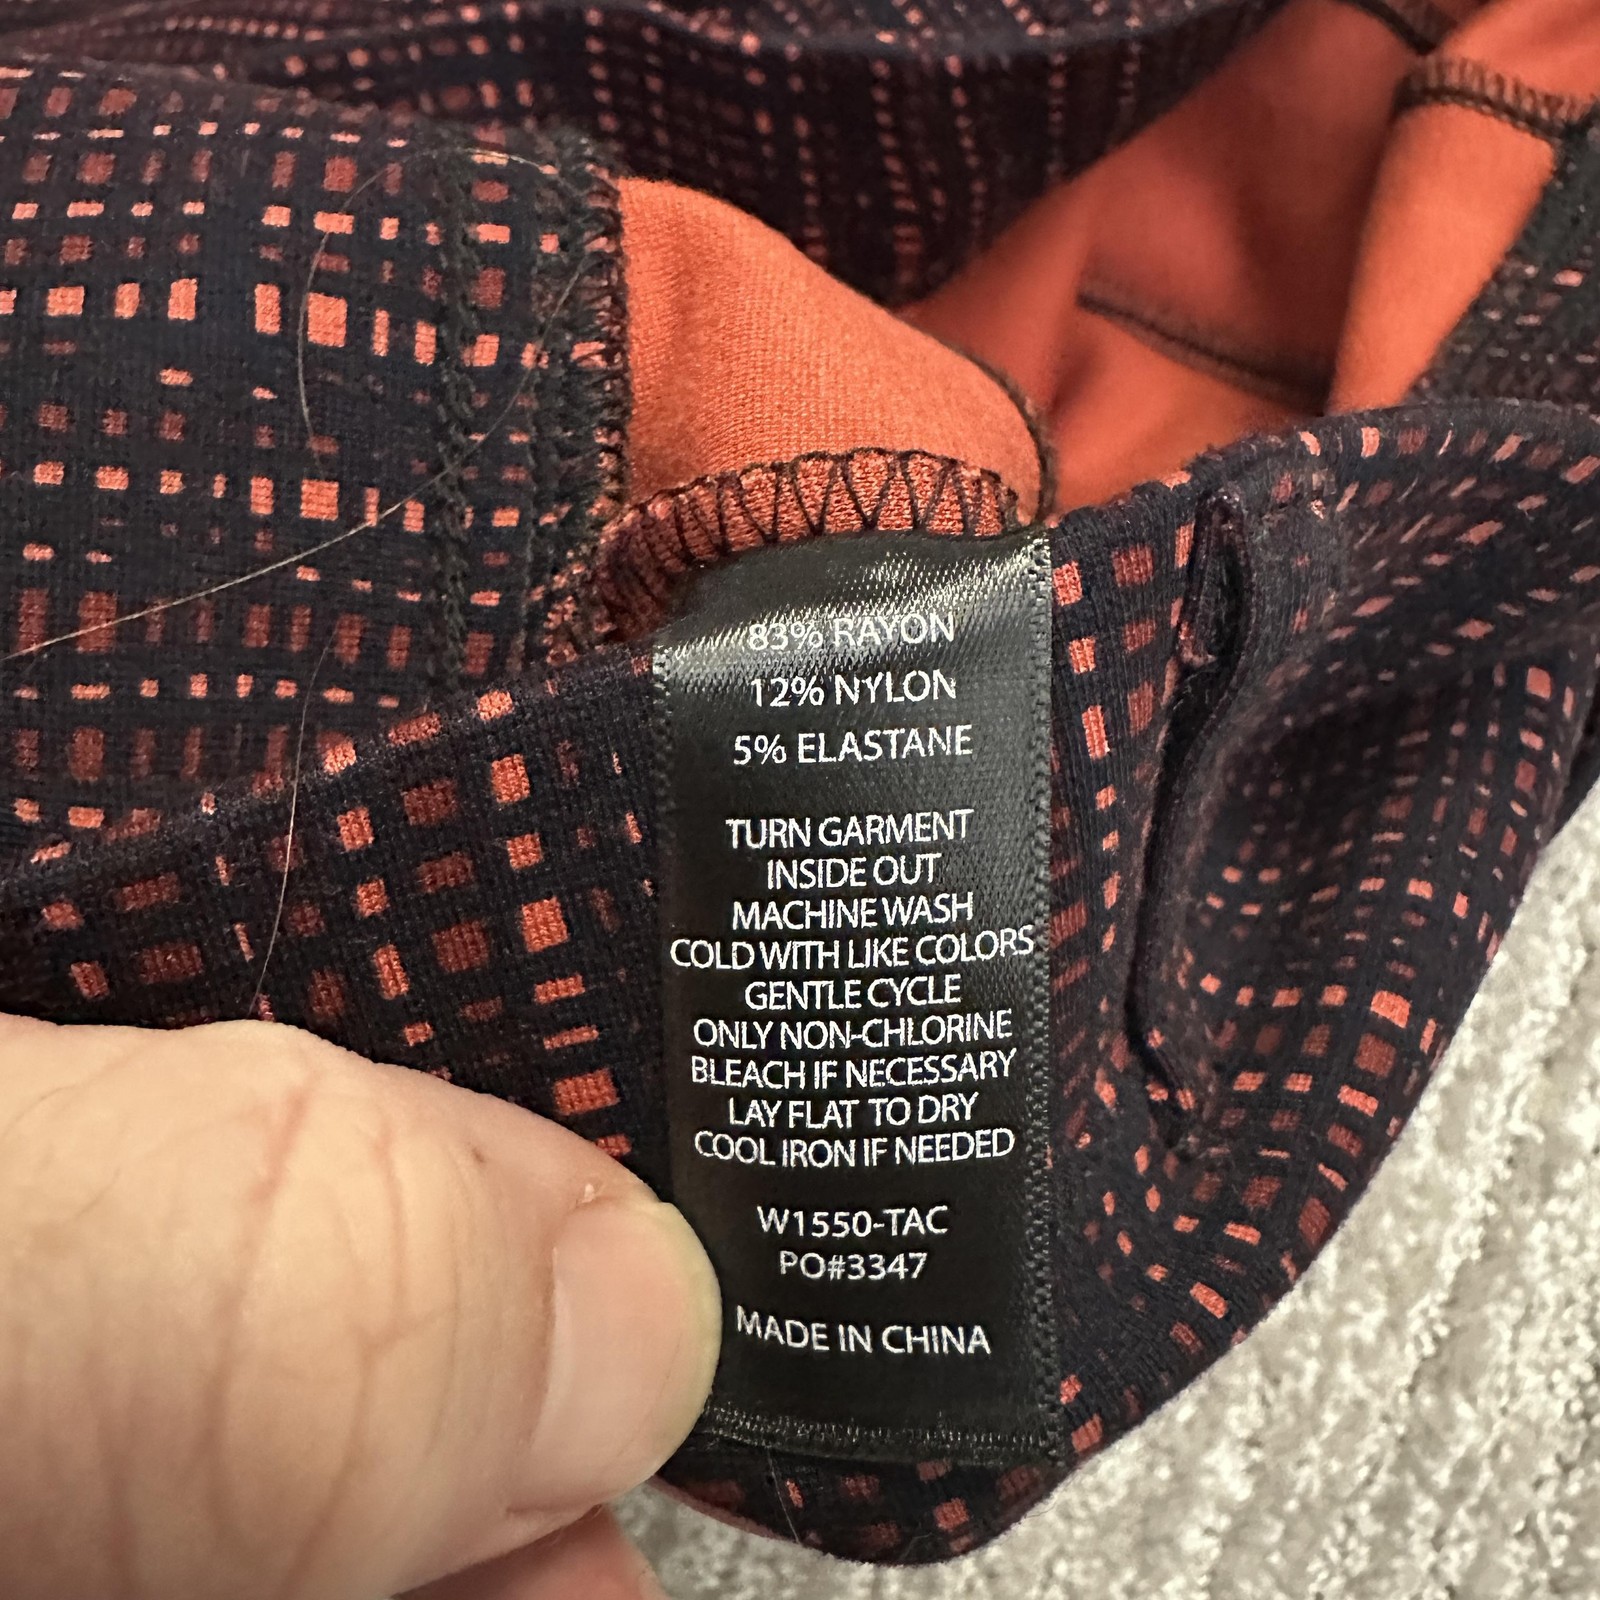 83% RAYON
12% NYLON
5% ELASTANE
TURN GARMENT
INSIDE OUT
MACHINE WASH
COLD WITH LIKE COLORS
GENTLE CYCLE
ONLY NON-CHLORINE
BLEACH IF NECESSARY
LAY FLAT TO DRY
COOL IRON IF NEEDED
W1550-TAC
PO#3347
MADE IN CHINA